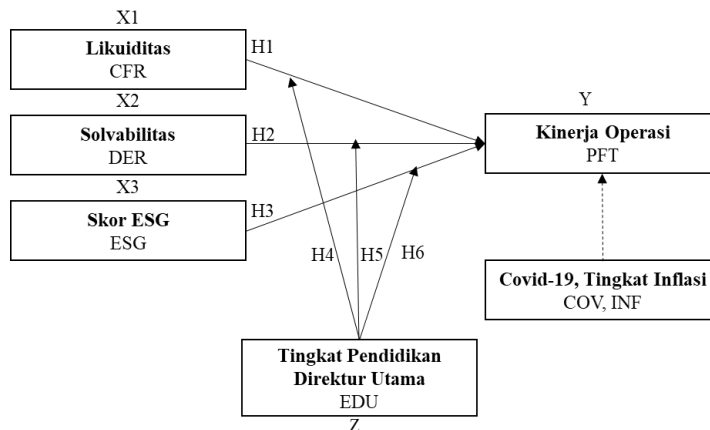 X1
Likuiditas
CFR
H1
X2
Solvabilitas
DER
H2
X3
Skor ESG
ESG
H3
Y
Kinerja Operasi
PFT
H4
H5
H6
Covid-19, Tingkat Inflasi
COV, INF
Tingkat Pendidikan
Direktur Utama
EDU
Z